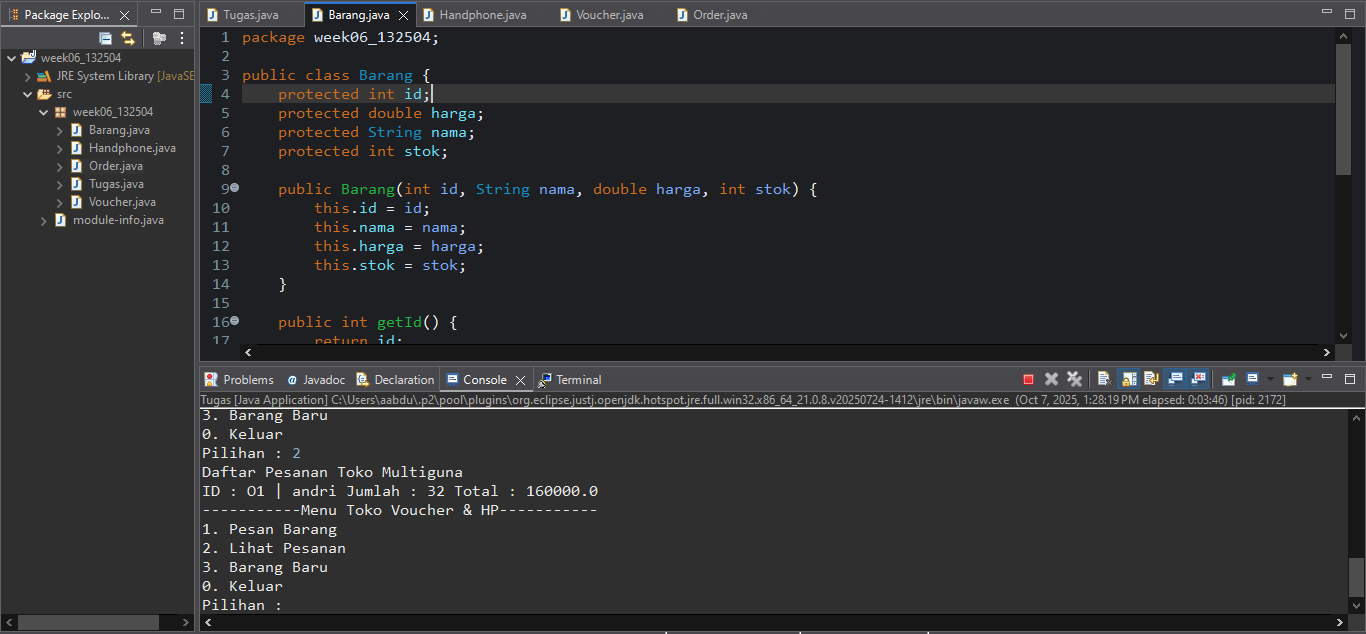 Package Explo...
week06_132504
JRE System Library [JavaSE
src
week06_132504
Barang.java
Handphone.java
Order.java
Tugas.java
Voucher.java
module-info.java
Tugas.java Barang.java Handphone.java Voucher.java Order.java
1 package week06_132504;
2
3 public class Barang {
4 protected int id;
5 protected double harga;
6 protected String nama;
7 protected int stok;
8
9 public Barang(int id, String nama, double harga, int stok) {
10 this.id = id;
11 this.nama = nama;
12 this.harga = harga;
13 this.stok = stok;
14 }
15
16 public int getId() {
17 return id;
Problems Javadoc Declaration Console Terminal
Tugas [Java Application] C:\Users\aabdu\.p2\pool\plugins\org.eclipse.justj.openjdk.hotspot.jre.full.win32.x86_64_21.0.8.v20250724-1412\jre\bin\javaw.exe (Oct 7, 2025, 1:28:19 PM elapsed: 0:03:46) [pid: 2172]
3. Barang Baru
0. Keluar
Pilihan : 2
Daftar Pesanan Toko Multiguna
ID : O1 | andri Jumlah : 32 Total : 160000.0
-----------Menu Toko Voucher & HP-----------
1. Pesan Barang
2. Lihat Pesanan
3. Barang Baru
0. Keluar
Pilihan :